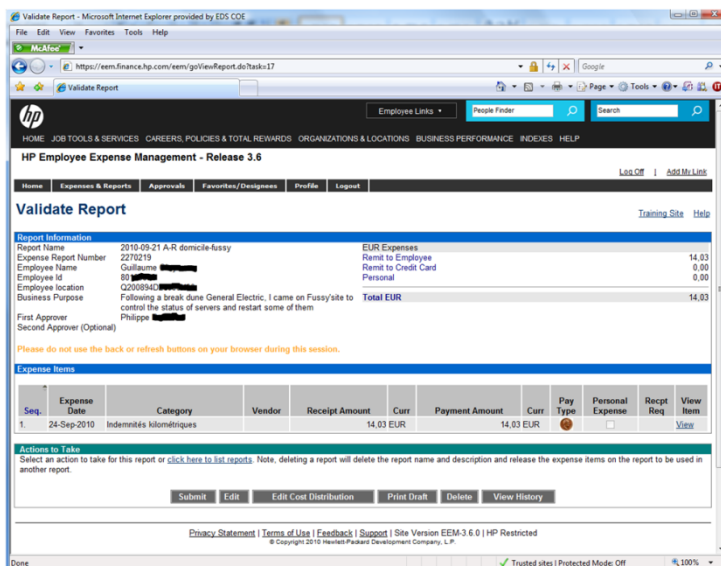 Validate Report - Microsoft Internet Explorer provided by EDS COE
File Edit View Favorites Tools Help
McAfee
https://eem.finance.hp.com/eem/goViewReport.do?task=17
Google
Validate Report
Page Tools
hp
Employee Links
People Finder
Search
HOME JOB TOOLS & SERVICES CAREERS, POLICIES & TOTAL REWARDS ORGANIZATIONS & LOCATIONS BUSINESS PERFORMANCE INDEXES HELP
HP Employee Expense Management - Release 3.6
Log Off | Add My Link
Home Expenses & Reports Approvals Favorites/Designees Profile Logout
Validate Report
Training Site Help
Report Information
Report Name 2010-09-21 A-R domicile-fussy EUR Expenses
Expense Report Number 2270219 Remit to Employee 14,03
Employee Name Guillaume Remit to Credit Card 0,00
Employee Id 80 Personal 0,00
Employee location Q200894D
Business Purpose Following a break dune General Electric, I came on Fussy'site to Total EUR 14,03
control the status of servers and restart some of them
First Approver Philippe
Second Approver (Optional)
Please do not use the back or refresh buttons on your browser during this session.
Expense Items
Seq. Expense Date Category Vendor Receipt Amount Curr Payment Amount Curr Pay Type Personal Expense Recpt Req View Item
1. 24-Sep-2010 Indemnités kilométriques 14,03 EUR 14,03 EUR View
Actions to Take
Select an action to take for this report or click here to list reports. Note, deleting a report will delete the report name and description and release the expense items on the report to be used in
another report.
Submit Edit Edit Cost Distribution Print Draft Delete View History
Privacy Statement | Terms of Use | Feedback | Support | Site Version EEM-3.6.0 | HP Restricted
© Copyright 2010 Hewlett-Packard Development Company, L.P.
Done
Trusted sites | Protected Mode: Off
100%